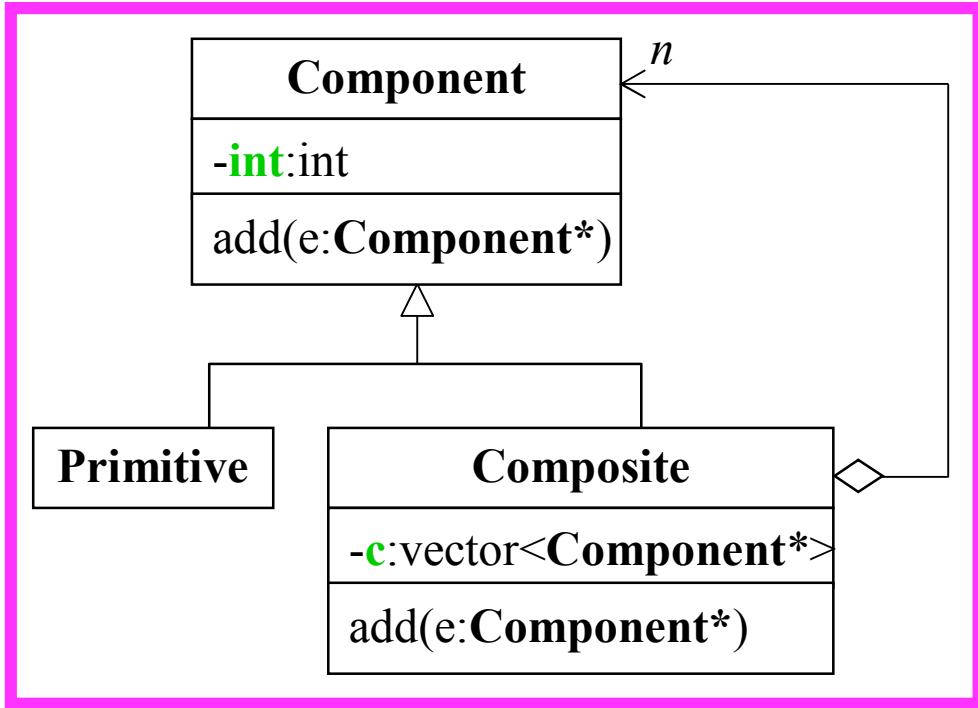 Component
n
-int:int
add(e:Component*)
Primitive
Composite
-c:vector<Component*>
add(e:Component*)